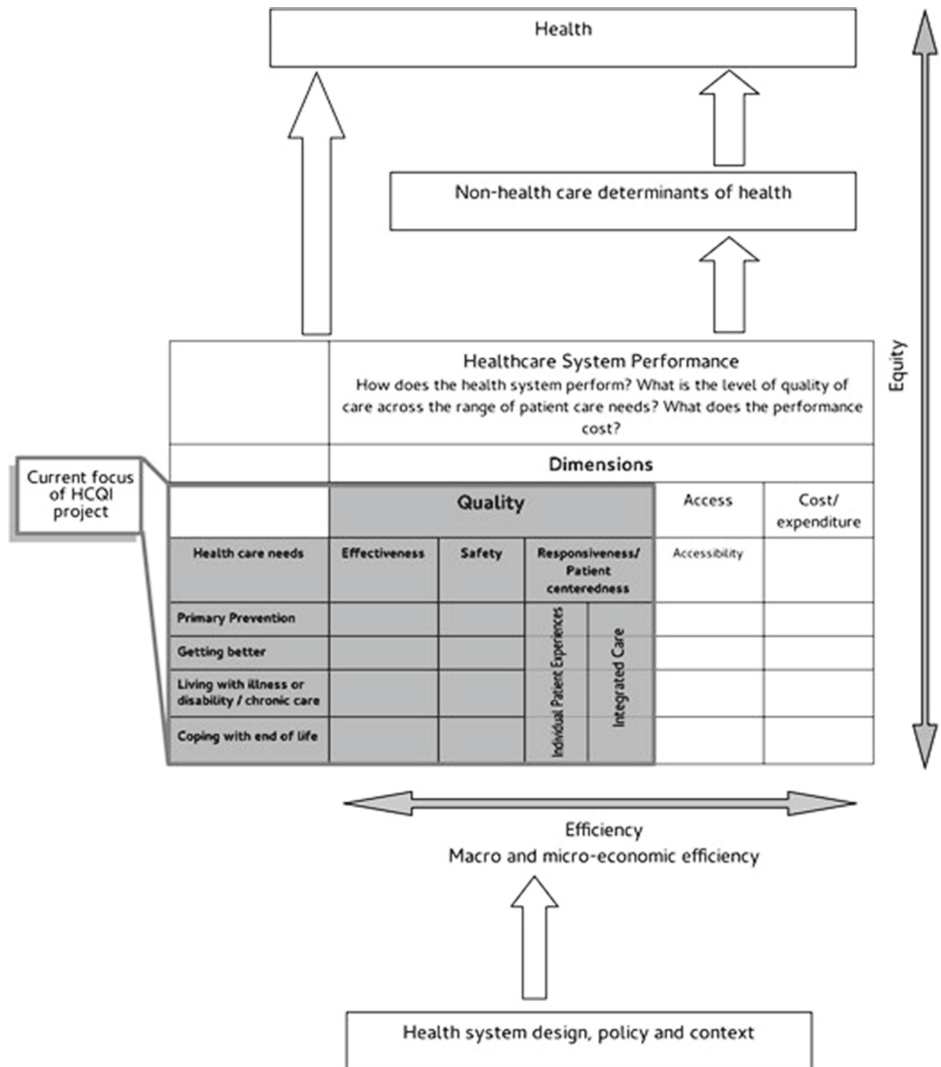 Health
Non-health care determinants of health
Equity
Healthcare System Performance
How does the health system perform? What is the level of quality of
care across the range of patient care needs? What does the performance
cost?
Dimensions
Current focus
of HCQI
project
Quality
Access
Cost/
expenditure
Health care needs
Effectiveness
Safety
Responsiveness/
Patient
centeredness
Accessibility
Primary Prevention
Getting better
Living with illness or
disability / chronic care
Coping with end of life
Individual Patient Experiences
Integrated Care
Efficiency
Macro and micro-economic efficiency
Health system design, policy and context